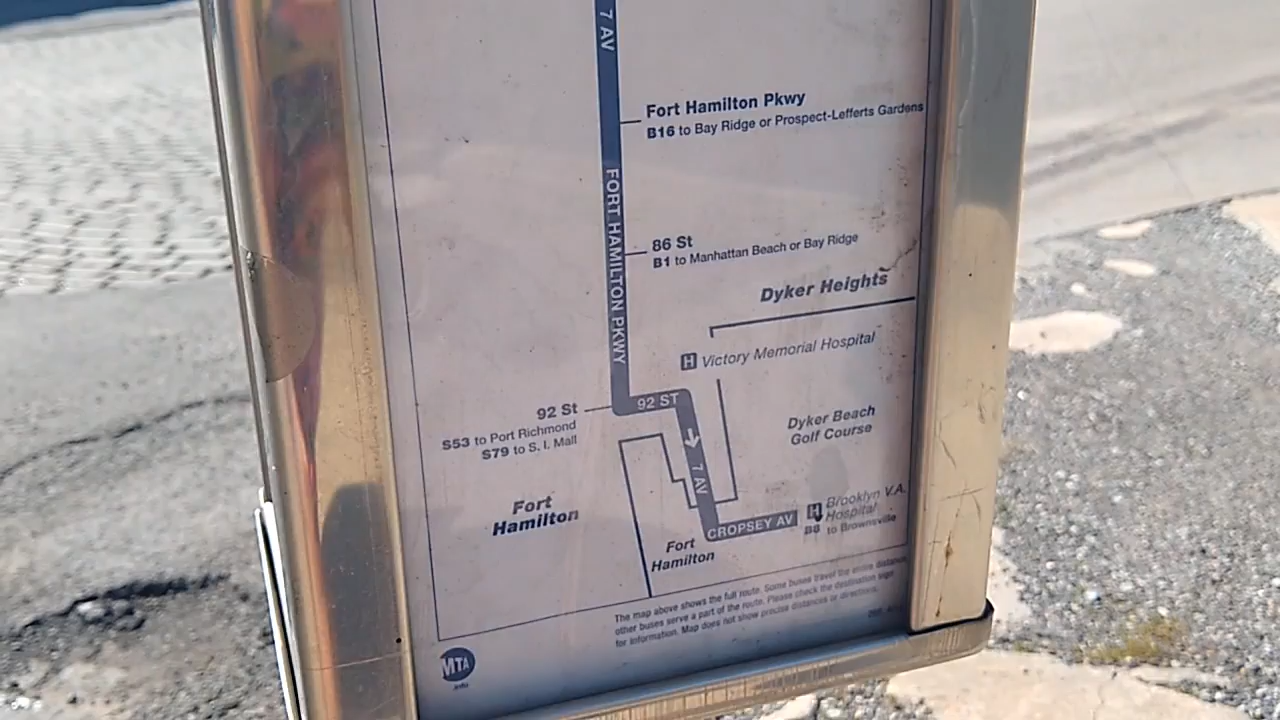 7 AV
Fort Hamilton Pkwy
B16 to Bay Ridge or Prospect-Lefferts Gardens
FORT HAMILTON PKWY
86 St
B1 to Manhattan Beach or Bay Ridge
Dyker Heights
H Victory Memorial Hospital
92 St
92 ST
S53 to Port Richmond
S79 to S. I. Mall
Dyker Beach
Golf Course
7 AV
Fort
Hamilton
H Brooklyn V.A.
Hospital
B8 to Brownsville
CROPSEY AV
Fort
Hamilton
The map above shows the full route. Some buses travel the entire distance,
other buses serve a part of the route. Please check the destination sign
for information. Map does not show precise distances or directions.
MTA
.info